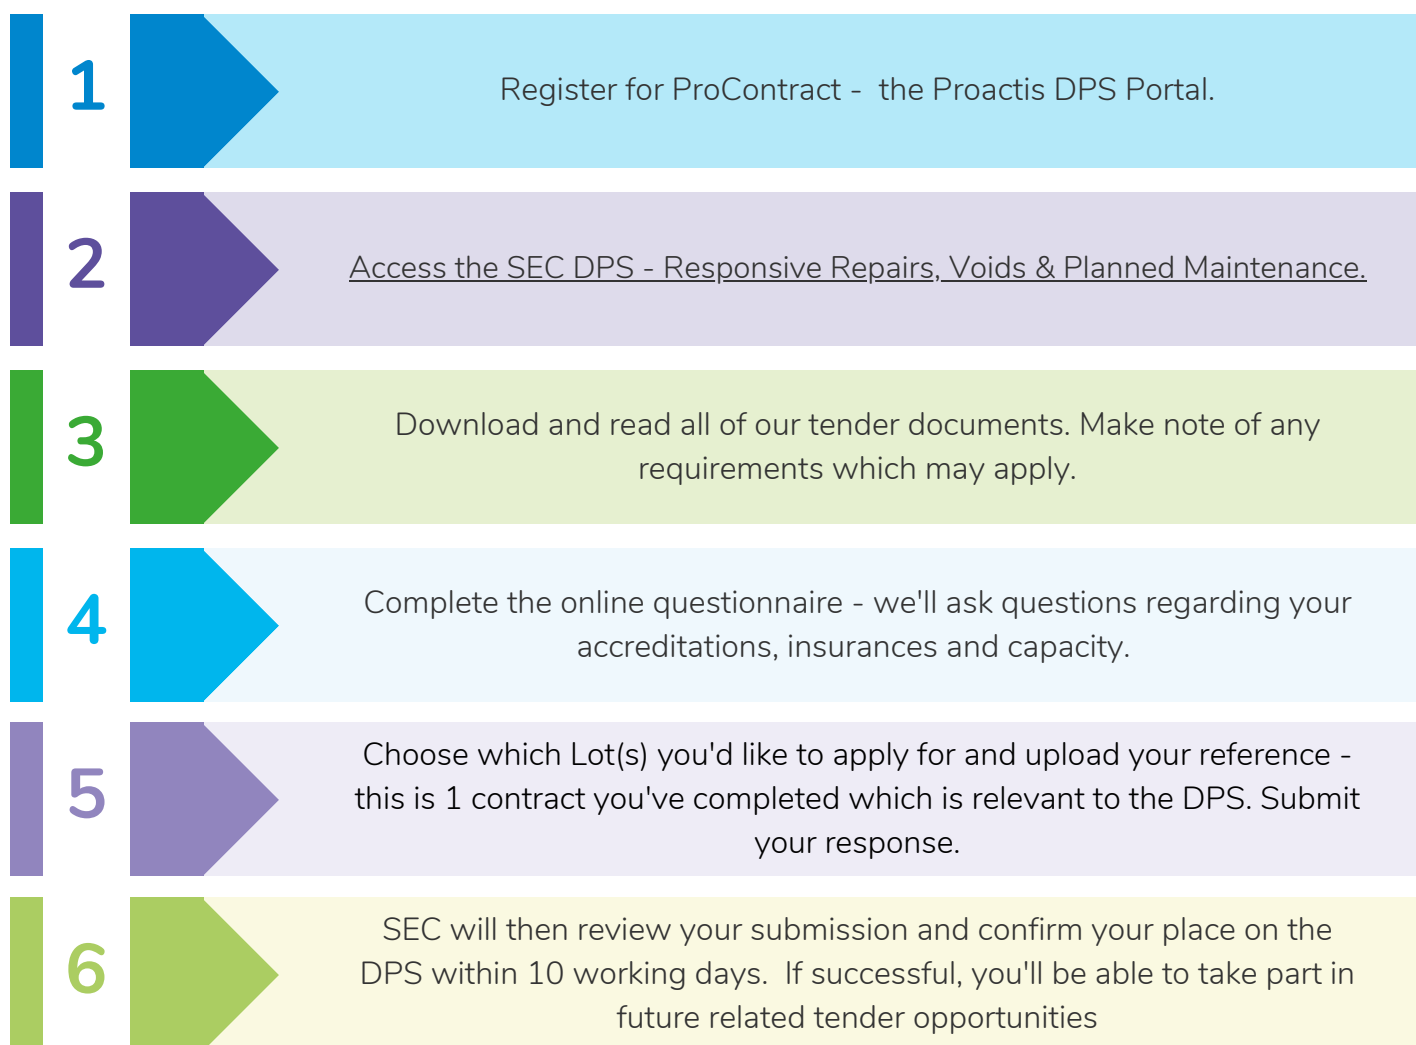 1
Register for ProContract -  the Proactis DPS Portal.
2
Access the SEC DPS - Responsive Repairs, Voids & Planned Maintenance.
3
Download and read all of our tender documents. Make note of any
requirements which may apply.
4
Complete the online questionnaire - we'll ask questions regarding your
accreditations, insurances and capacity.
5
Choose which Lot(s) you'd like to apply for and upload your reference -
this is 1 contract you've completed which is relevant to the DPS. Submit
your response.
6
SEC will then review your submission and confirm your place on the
DPS within 10 working days.  If successful, you'll be able to take part in
future related tender opportunities